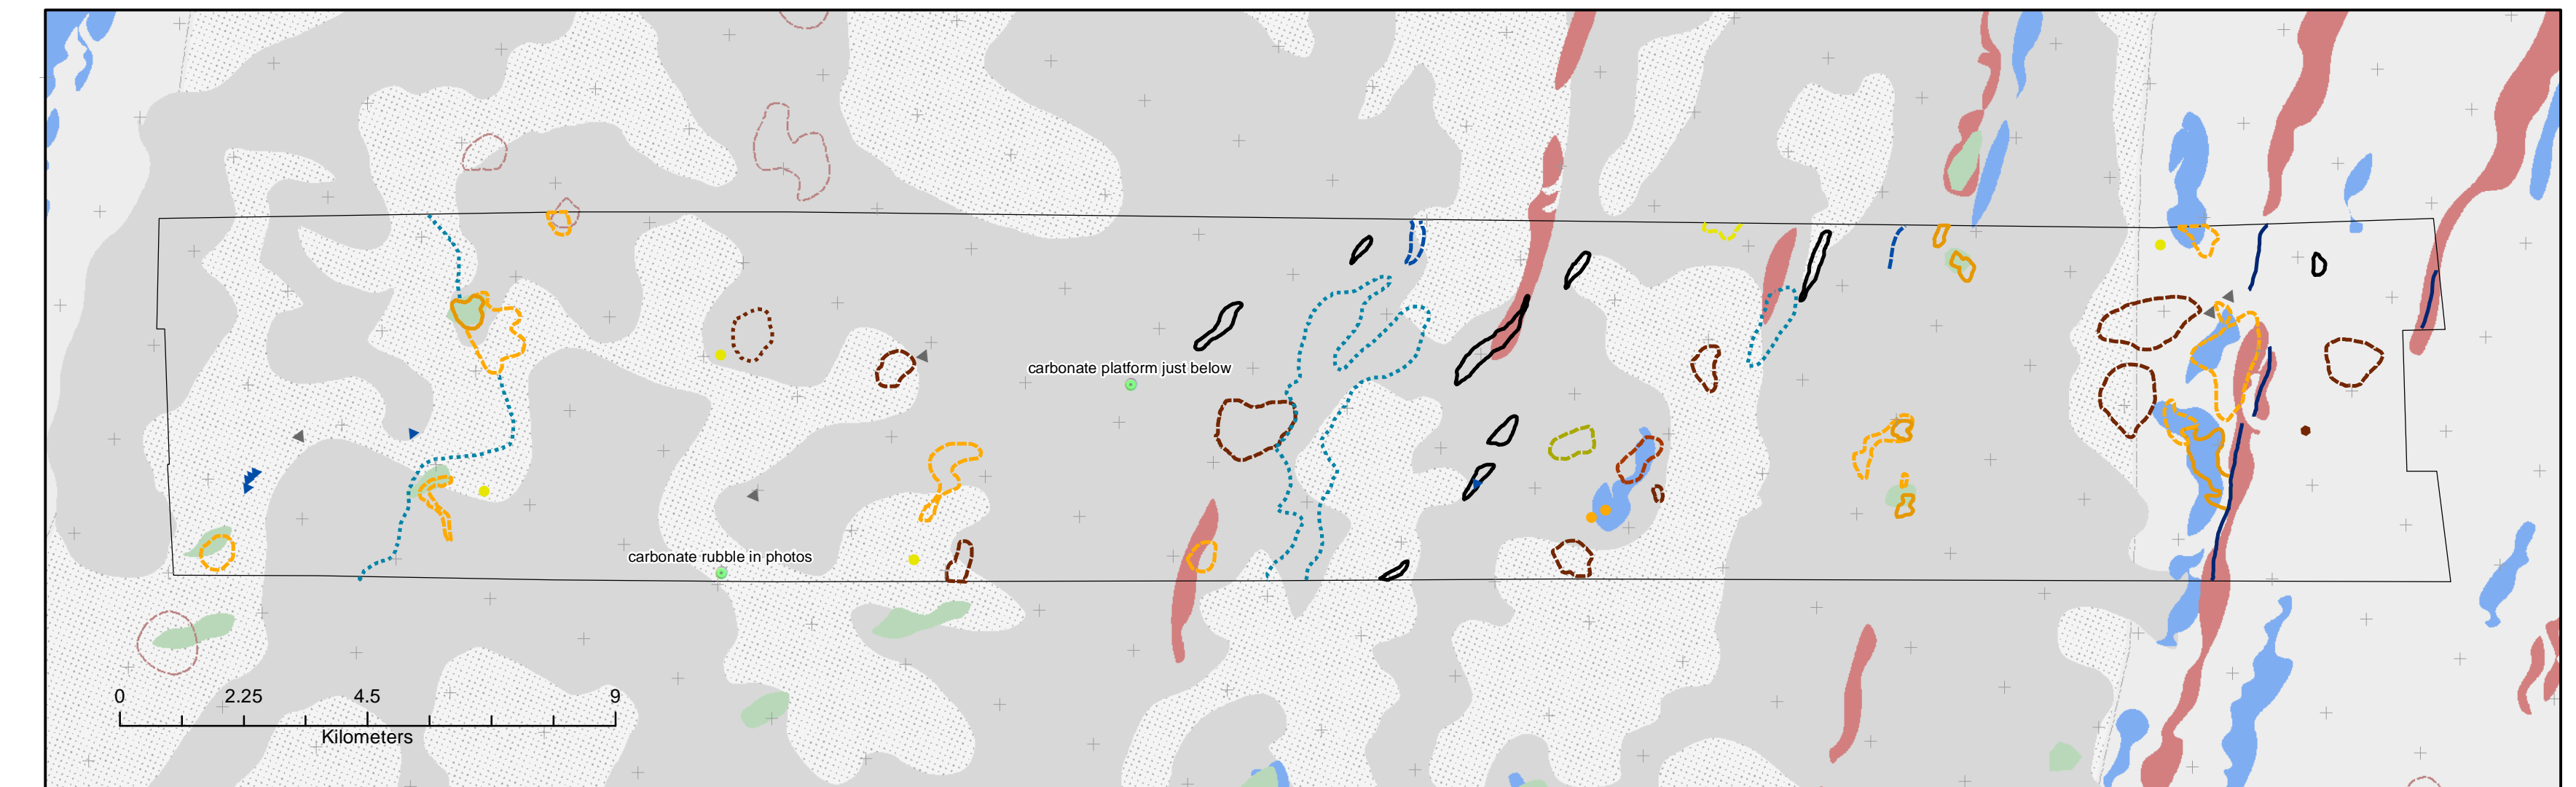 carbonate platform just below
carbonate rubble in photos
0 2.25 4.5 9
Kilometers